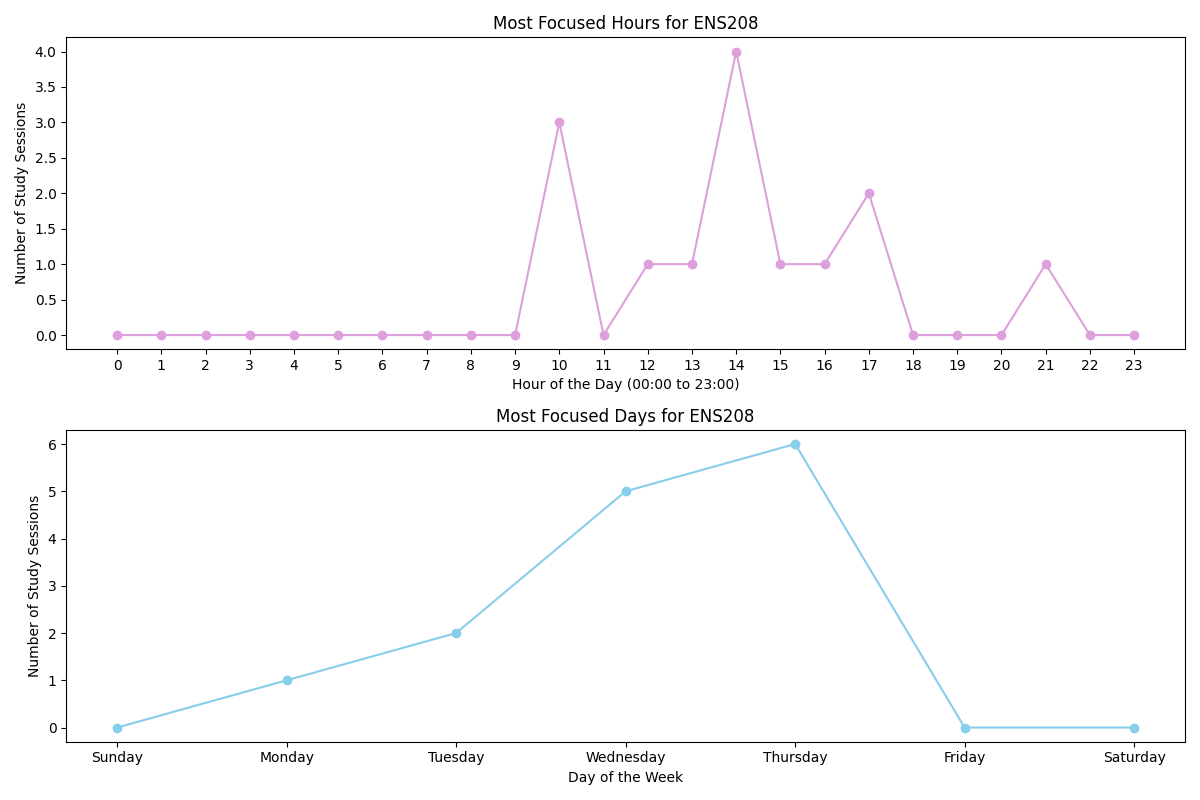 Most Focused Hours for ENS208
Number of Study Sessions
4.0
3.5
3.0
2.5
2.0
1.5
1.0
0.5
0.0
0 1 2 3 4 5 6 7 8 9 10 11 12 13 14 15 16 17 18 19 20 21 22 23
Hour of the Day (00:00 to 23:00)
Most Focused Days for ENS208
Number of Study Sessions
6
5
4
3
2
1
0
Sunday Monday Tuesday Wednesday Thursday Friday Saturday
Day of the Week